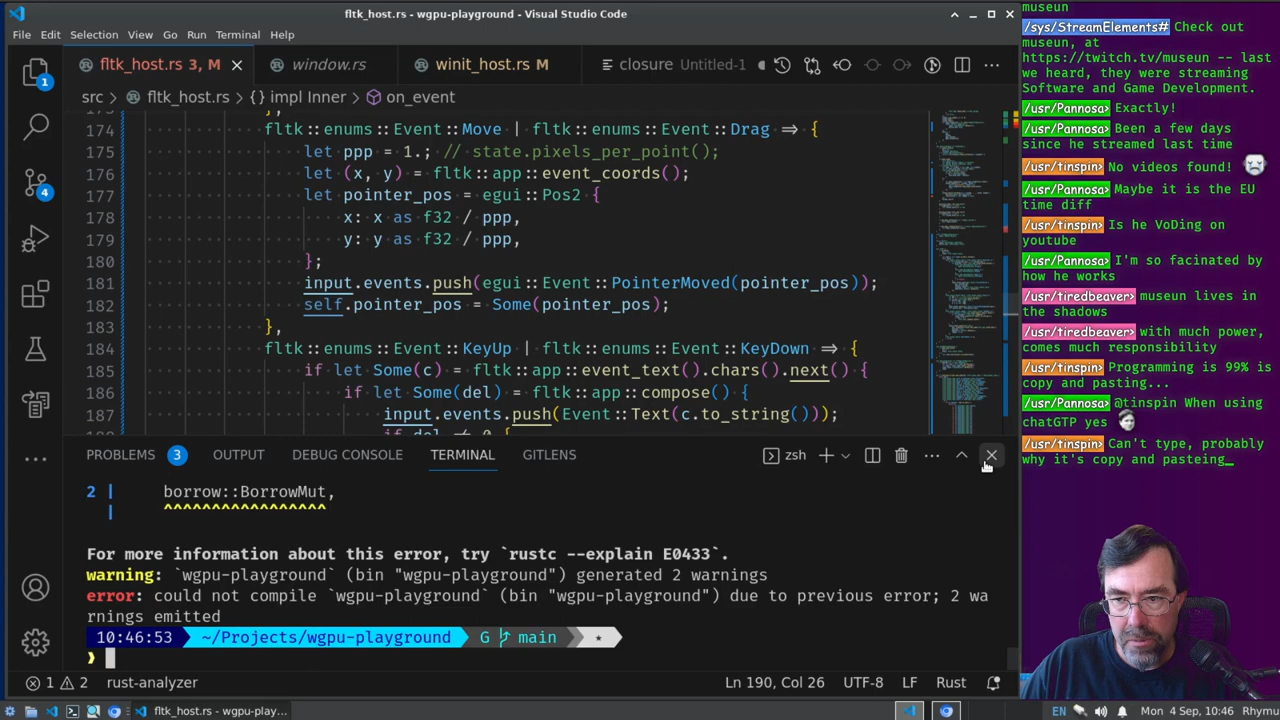 fltk_host.rs - wgpu-playground - Visual Studio Code
File Edit Selection View Go Run Terminal Help
fltk_host.rs 3, M
window.rs
winit_host.rs M
closure Untitled-1
src > fltk_host.rs > {} impl Inner > on_event
174 fltk::enums::Event::Move | fltk::enums::Event::Drag => {
175 let ppp = 1.; // state.pixels_per_point();
176 let (x, y) = fltk::app::event_coords();
177 let pointer_pos = egui::Pos2 {
178 x: x as f32 / ppp,
179 y: y as f32 / ppp,
180 };
181 input.events.push(egui::Event::PointerMoved(pointer_pos));
182 self.pointer_pos = Some(pointer_pos);
183 },
184 fltk::enums::Event::KeyUp | fltk::enums::Event::KeyDown => {
185 if let Some(c) = fltk::app::event_text().chars().next() {
186 if let Some(del) = fltk::app::compose() {
187 input.events.push(Event::Text(c.to_string()));
188 if del ≠ 0 {
PROBLEMS 3 OUTPUT DEBUG CONSOLE TERMINAL GITLENS
zsh
2 | borrow::BorrowMut,
| ^^^^^^^^^^^^^^^^^
For more information about this error, try `rustc --explain E0433`.
warning: `wgpu-playground` (bin "wgpu-playground") generated 2 warnings
error: could not compile `wgpu-playground` (bin "wgpu-playground") due to previous error; 2 wa
rnings emitted
10:46:53 ~/Projects/wgpu-playground G main
❯
1 2 rust-analyzer
Ln 190, Col 26 UTF-8 LF Rust
fltk_host.rs - wgpu-play...
EN
Mon 4 Sep, 10:46 Rhymu
museun
/sys/StreamElements# Check out
museun, at
https://twitch.tv/museun -- last
we heard, they were streaming
Software and Game Development.
/usr/Pannosa> Exactly!
/usr/Pannosa> Been a few days
since he streamed last time
/usr/tinspin> No videos found!
/usr/Pannosa> Maybe it is the EU
time diff
/usr/tinspin> Is he VoDing on
youtube
/usr/Pannosa> I'm so facinated by
how he works
/usr/tiredbeaver> museun lives in
the shadows
/usr/tiredbeaver> with much power,
comes much responsibility
/usr/tinspin> Programming is 99% is
copy and pasting...
/usr/Pannosa> @tinspin When using
chatGTP yes
/usr/tinspin> Can't type, probably
why it's copy and pasteing_